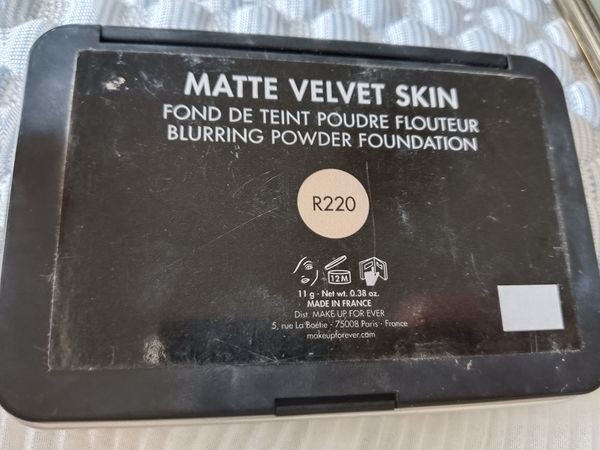 MATTE VELVET SKIN
FOND DE TEINT POUDRE FLOUTEUR
BLURRING POWDER FOUNDATION
R220
12M
11 g - Net wt. 0.38 oz.
MADE IN FRANCE
Dist. MAKE UP FOR EVER
5, rue La Boétie - 75008 Paris - France
makeupforever.com